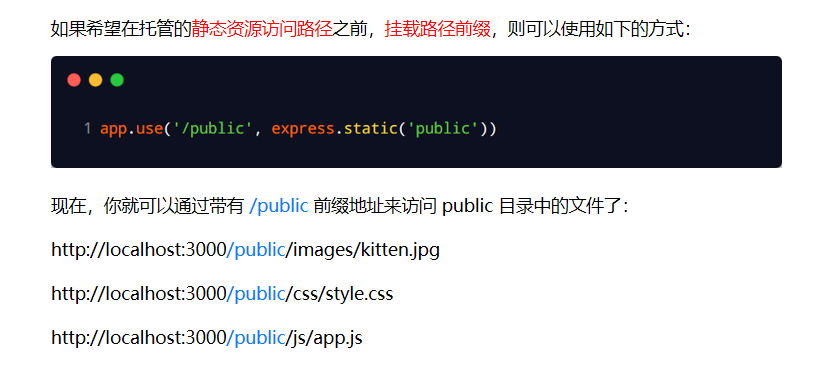 如果希望在托管的静态资源访问路径之前，挂载路径前缀，则可以使用如下的方式：
1 app.use('/public', express.static('public'))
现在，你就可以通过带有 /public 前缀地址来访问 public 目录中的文件了：
http://localhost:3000/public/images/kitten.jpg
http://localhost:3000/public/css/style.css
http://localhost:3000/public/js/app.js